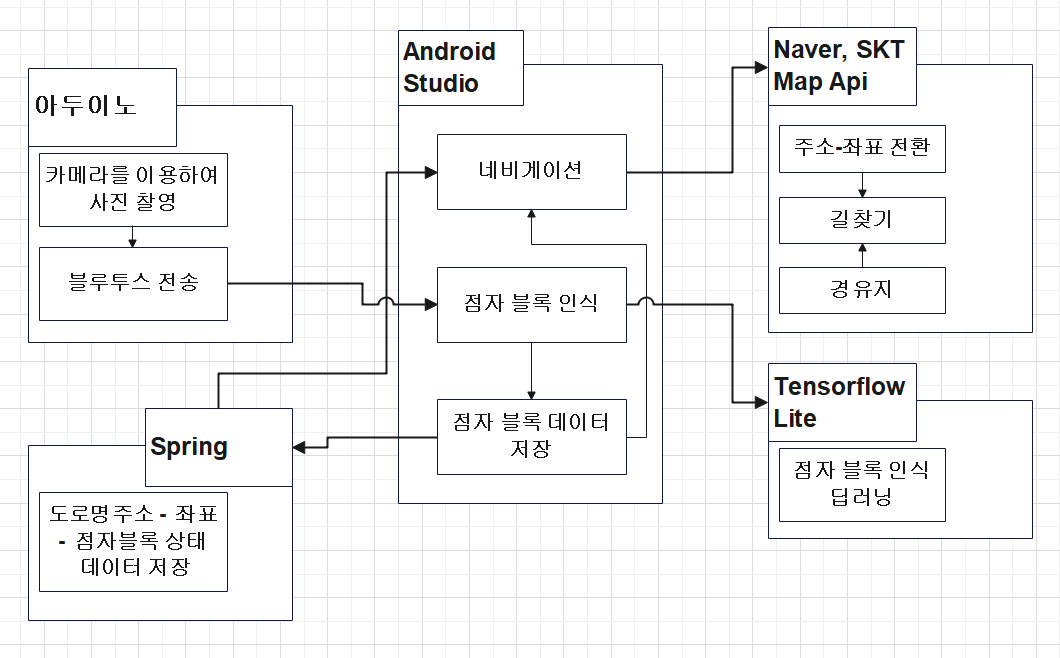 아두이노
카메라를 이용하여
사진 촬영
블루투스 전송
Spring
도로명주소 - 좌표
- 점자블록 상태
데이터 저장
Android
Studio
네비게이션
점자 블록 인식
점자 블록 데이터
저장
Naver, SKT
Map Api
주소-좌표 전환
길찾기
경유지
Tensorflow
Lite
점자 블록 인식
딥러닝